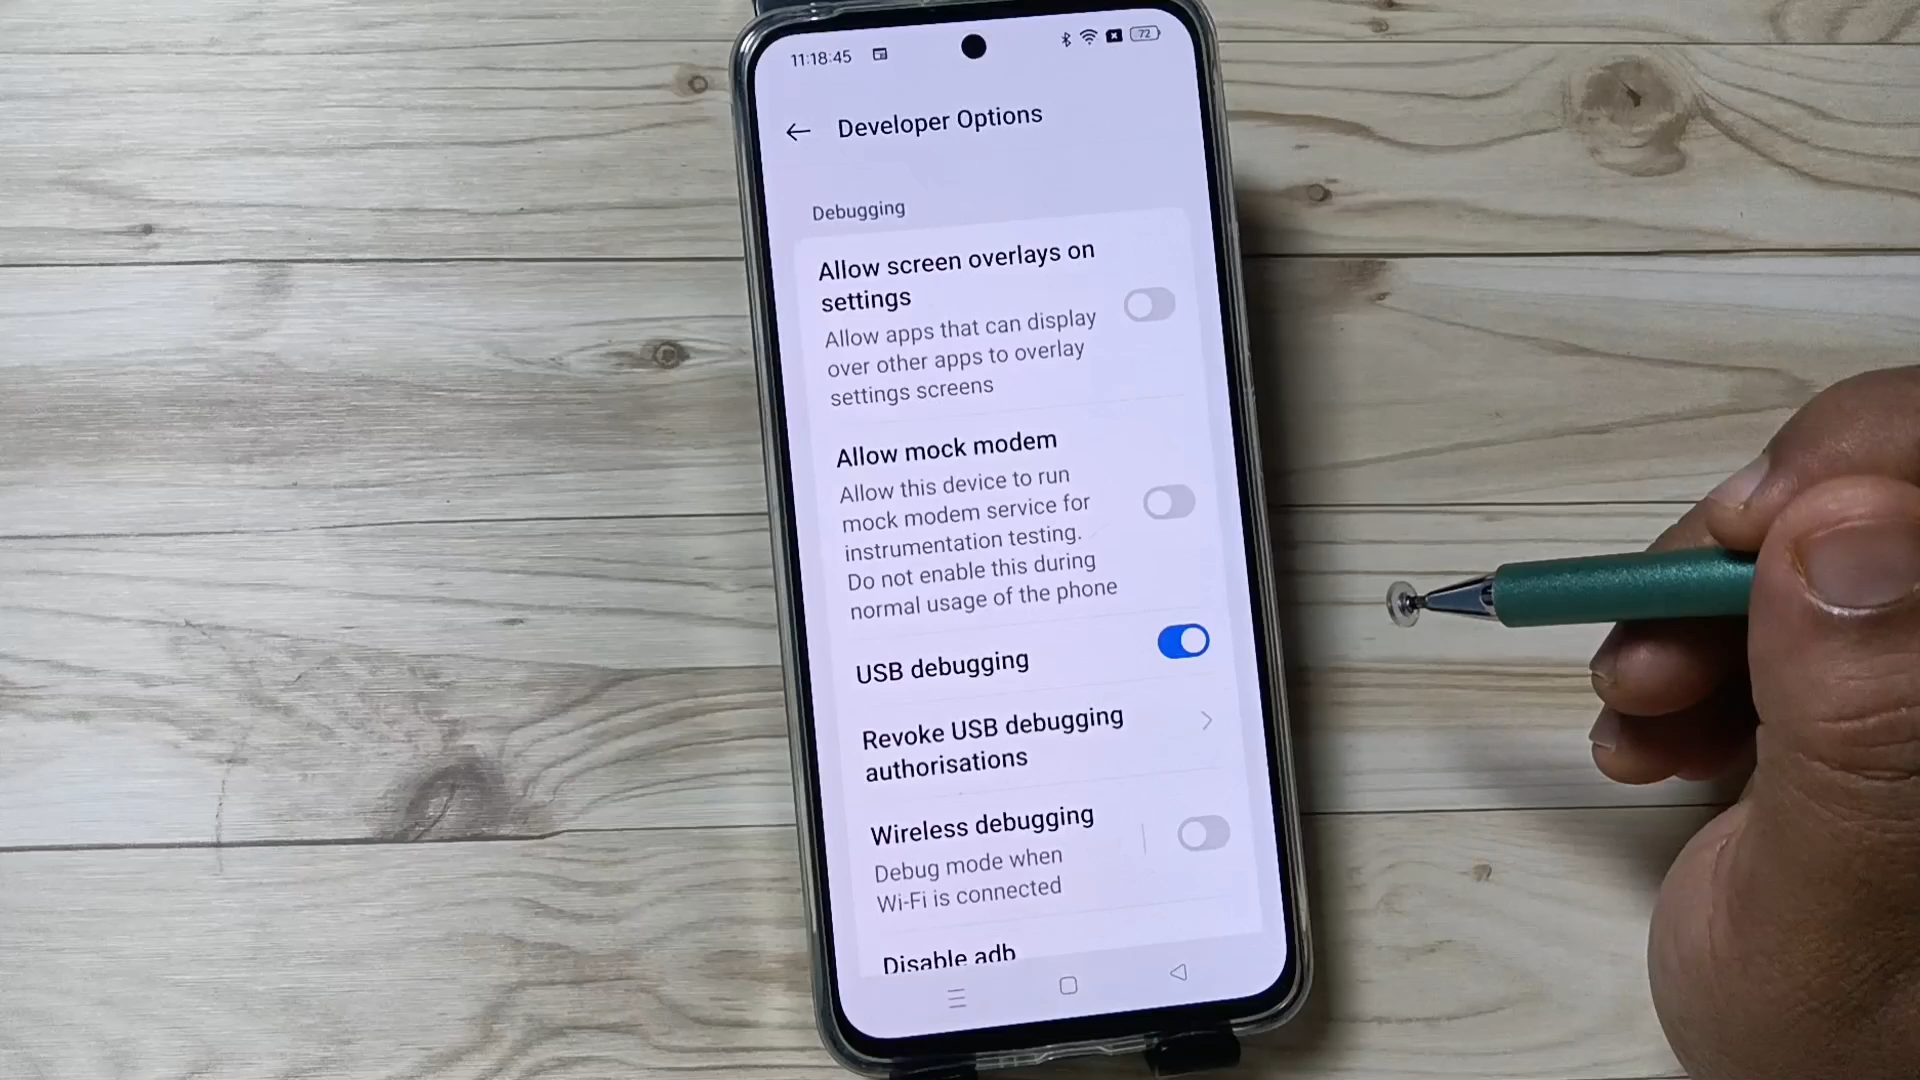 11:18:45
72
Developer Options
Debugging
Allow screen overlays on
settings
Allow apps that can display
over other apps to overlay
settings screens
Allow mock modem
Allow this device to run
mock modem service for
instrumentation testing.
Do not enable this during
normal usage of the phone
USB debugging
Revoke USB debugging
authorisations
Wireless debugging
Debug mode when
Wi-Fi is connected
Disable adb